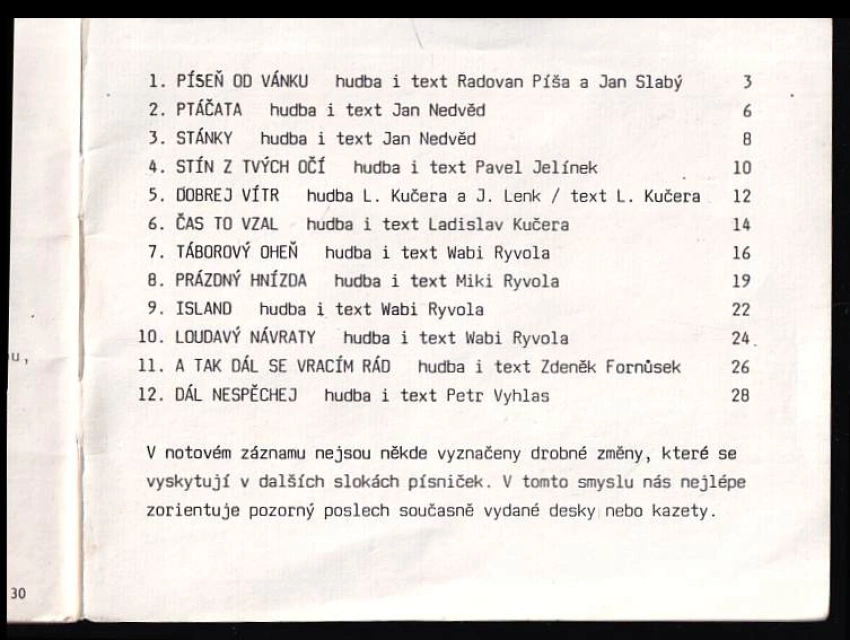 1. PÍSEŇ OD VÁNKU hudba i text Radovan Píša a Jan Slabý 3
2. PTÁČATA hudba i text Jan Nedvěd 6
3. STÁNKY hudba i text Jan Nedvěd 8
4. STÍN Z TVÝCH OČÍ hudba i text Pavel Jelínek 10
5. DOBREJ VÍTR hudba L. Kučera a J. Lenk / text L. Kučera 12
6. ČAS TO VZAL hudba i text Ladislav Kučera 14
7. TÁBOROVÝ OHEŇ hudba i text Wabi Ryvola 16
8. PRÁZDNÝ HNÍZDA hudba i text Miki Ryvola 19
9. ISLAND hudba i text Wabi Ryvola 22
10. LOUDAVÝ NÁVRATY hudba i text Wabi Ryvola 24
11. A TAK DÁL SE VRACÍM RÁD hudba i text Zdeněk Fornůsek 26
12. DÁL NESPĚCHEJ hudba i text Petr Vyhlas 28
V notovém záznamu nejsou někde vyznačeny drobné změny, které se
vyskytují v dalších slokách písniček. V tomto smyslu nás nejlépe
zorientuje pozorný poslech současně vydané desky nebo kazety.
30